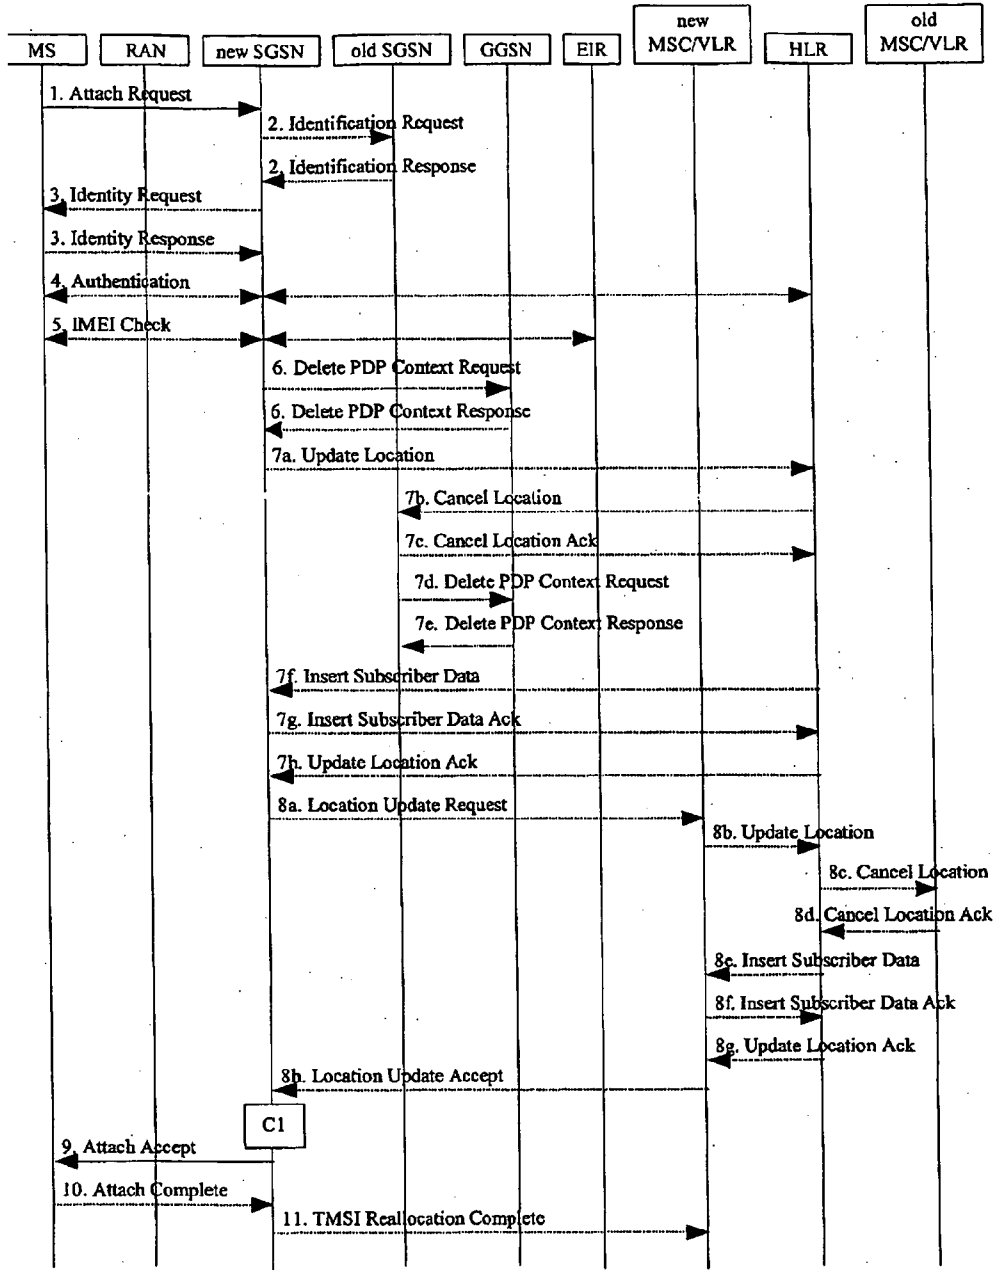 MS
RAN
new SGSN
old SGSN
GGSN
EIR
new
MSC/VLR
HLR
old
MSC/VLR
1. Attach Request
2. Identification Request
2. Identification Response
3. Identity Request
3. Identity Response
4. Authentication
5. IMEI Check
6. Delete PDP Context Request
6. Delete PDP Context Response
7a. Update Location
7b. Cancel Location
7c. Cancel Location Ack
7d. Delete PDP Context Request
7e. Delete PDP Context Response
7f. Insert Subscriber Data
7g. Insert Subscriber Data Ack
7h. Update Location Ack
8a. Location Update Request
8b. Update Location
8c. Cancel Location
8d. Cancel Location Ack
8e. Insert Subscriber Data
8f. Insert Subscriber Data Ack
8g. Update Location Ack
8h. Location Update Accept
C1
9. Attach Accept
10. Attach Complete
11. TMSI Reallocation Complete